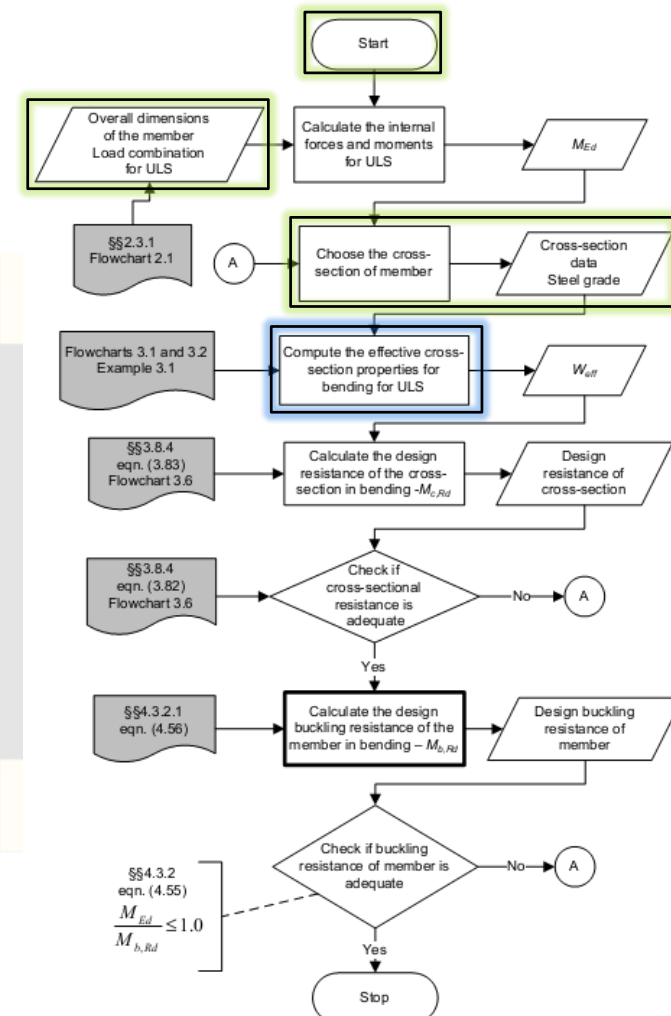 Start
Overall dimensions
of the member
Load combination
for ULS
Calculate the internal
forces and moments
for ULS
M_Ed
§§2.3.1
Flowchart 2.1
A
Choose the cross-
section of member
Cross-section
data
Steel grade
Flowcharts 3.1 and 3.2
Example 3.1
Compute the effective cross-
section properties for
bending for ULS
W_eff
§§3.8.4
eqn. (3.83)
Flowchart 3.6
Calculate the design
resistance of the cross-
section in bending -M_c,Rd
Design
resistance of
cross-section
§§3.8.4
eqn. (3.82)
Flowchart 3.6
Check if
cross-sectional
resistance is
adequate
No
A
Yes
§§4.3.2.1
eqn. (4.56)
Calculate the design
buckling resistance of the
member in bending – M_b,Rd
Design buckling
resistance of
member
Check if buckling
resistance of member is
adequate
No
A
§§4.3.2
eqn. (4.55)
M_Ed / M_b,Rd ≤ 1.0
Yes
Stop